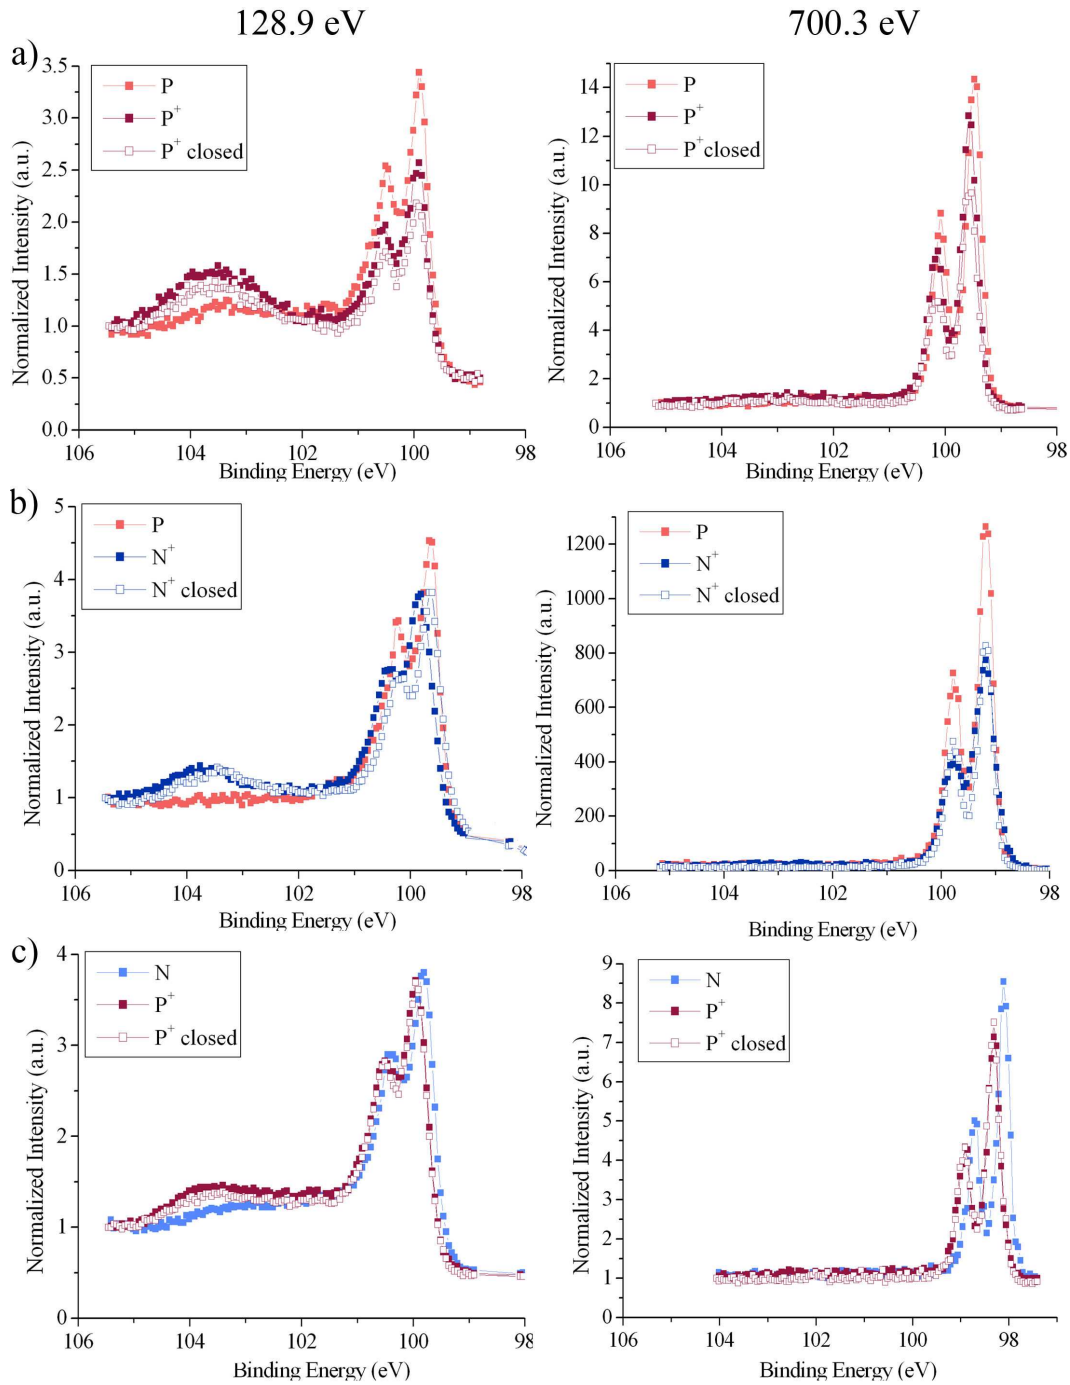 128.9 eV
700.3 eV
a)
P
P+
P+ closed
3.5
3.0
2.5
2.0
1.5
1.0
0.5
0.0
Normalized Intensity (a.u.)
106 104 102 100 98
Binding Energy (eV)
P
P+
P+closed
14
12
10
8
6
4
2
0
Normalized Intensity (a.u.)
106 104 102 100 98
Binding Energy (eV)
b)
P
N+
N+ closed
5
4
3
2
1
0
Normalized Intensity (a.u.)
106 104 102 100 98
Binding Energy (eV)
P
N+
N+ closed
1200
1000
800
600
400
200
0
Normalized Intensity (a.u.)
106 104 102 100 98
Binding Energy (eV)
c)
N
P+
P+ closed
4
3
2
1
0
Normalized Intensity (a.u.)
106 104 102 100 98
Binding Energy (eV)
N
P+
P+ closed
9
8
7
6
5
4
3
2
1
0
Normalized Intensity (a.u.)
106 104 102 100 98
Binding Energy (eV)